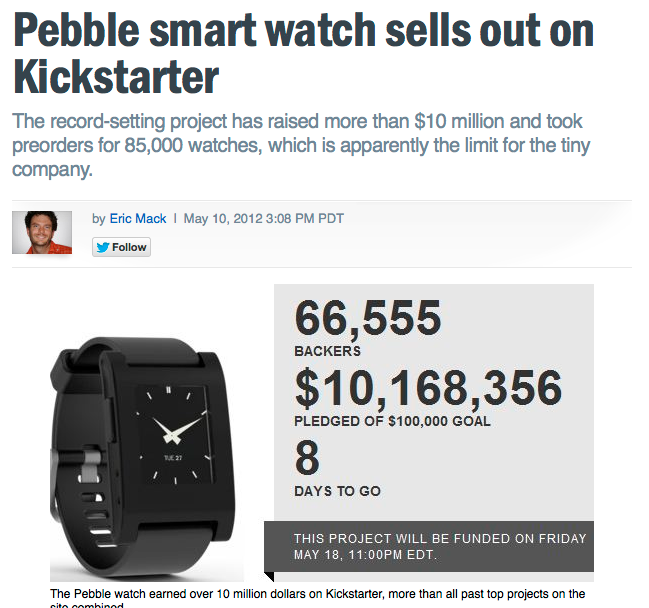 Pebble smart watch sells out on
Kickstarter
The record-setting project has raised more than $10 million and took
preorders for 85,000 watches, which is apparently the limit for the tiny
company.
by Eric Mack | May 10, 2012 3:08 PM PDT
Follow
66,555
BACKERS
$10,168,356
PLEDGED OF $100,000 GOAL
8
DAYS TO GO
TUE 27
THIS PROJECT WILL BE FUNDED ON FRIDAY
MAY 18, 11:00PM EDT.
The Pebble watch earned over 10 million dollars on Kickstarter, more than all past top projects on the
site combined